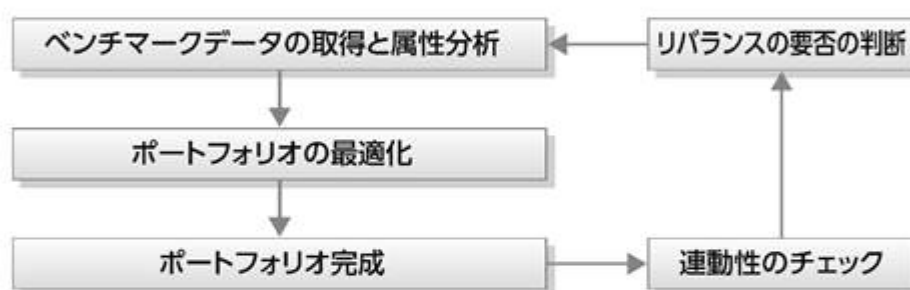 ベンチマークデータの取得と属性分析
リバランスの要否の判断
ポートフォリオの最適化
ポートフォリオ完成
連動性のチェック